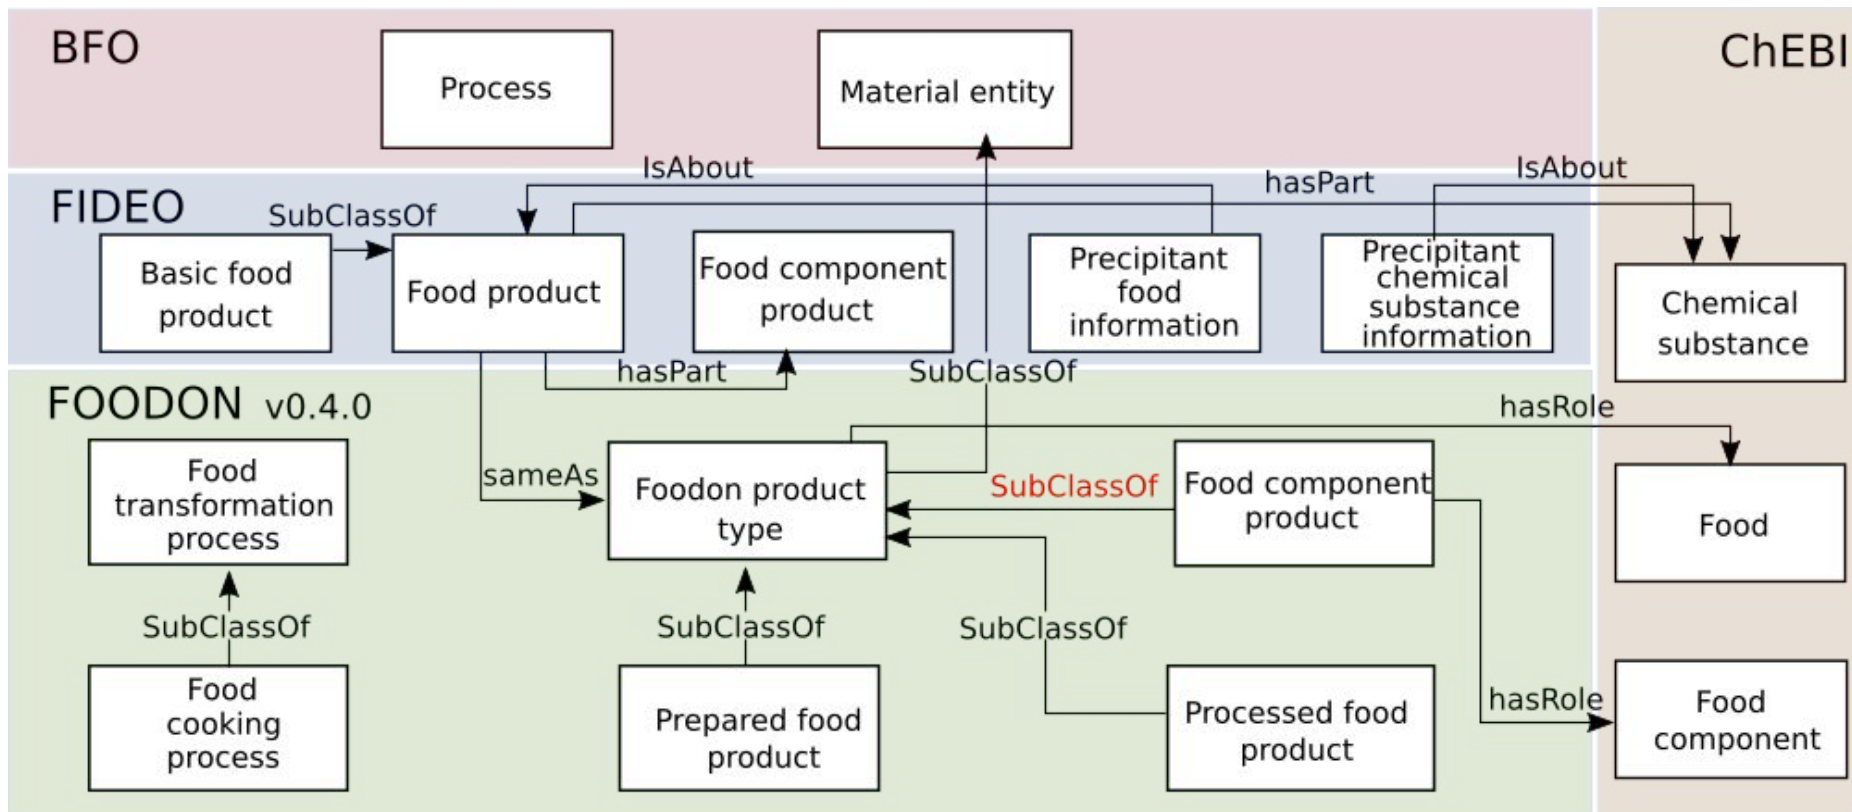 BFO
Process
Material entity
ChEBI
IsAbout
hasPart
IsAbout
FIDEO
SubClassOf
Basic food
product
Food product
Food component
product
Precipitant
food
information
Precipitant
chemical
substance
information
Chemical
substance
hasPart
SubClassOf
FOODON v0.4.0
hasRole
Food
transformation
process
sameAs
Foodon product
type
SubClassOf
Food component
product
Food
SubClassOf
SubClassOf
SubClassOf
Food
cooking
process
Prepared food
product
Processed food
product
hasRole
Food
component